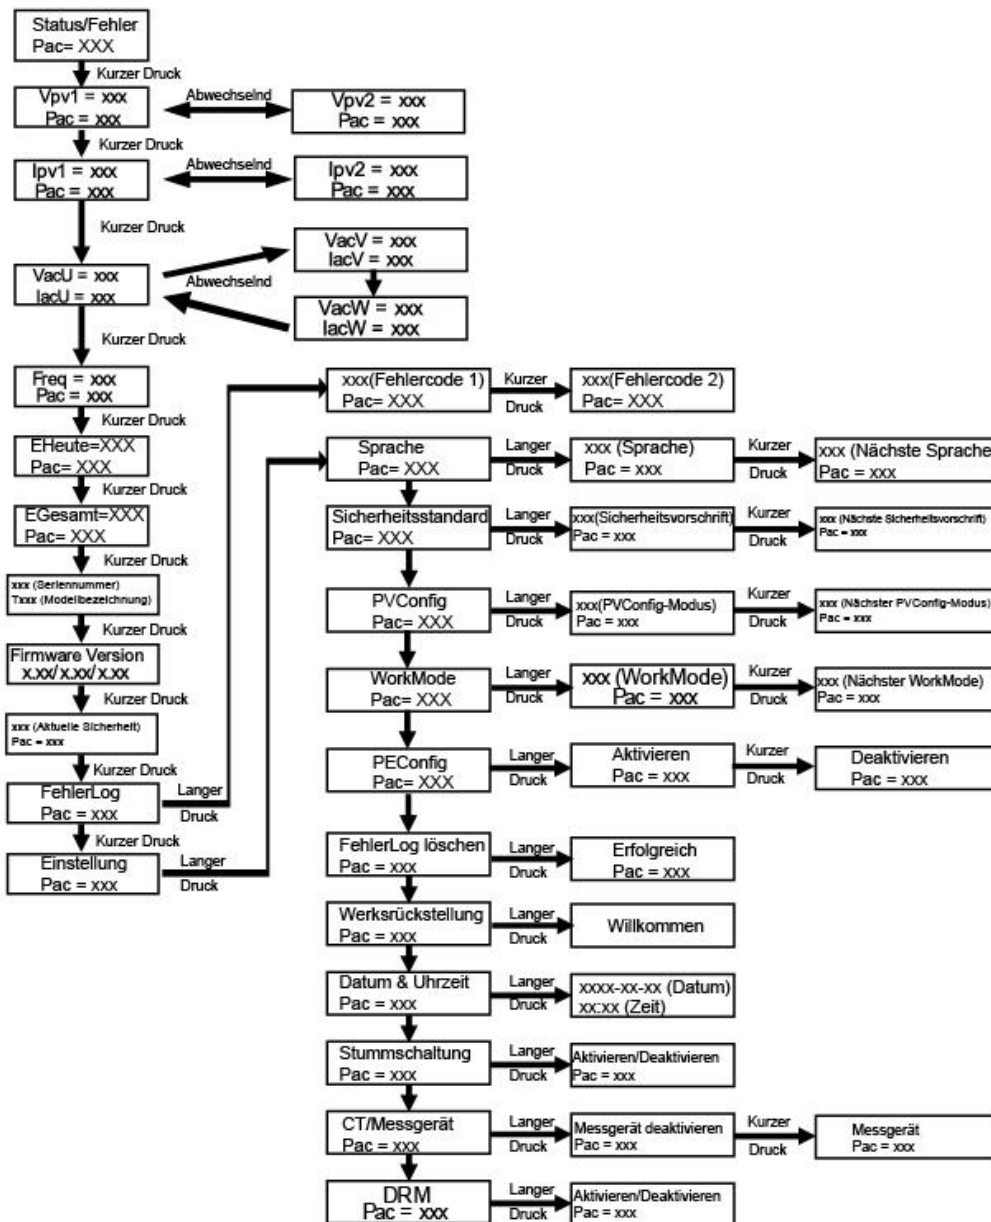 Status/Fehler
Pac= XXX
Kurzer Druck
Vpv1 = xxx
Pac = xxx
Abwechselnd
Vpv2 = xxx
Pac = xxx
Kurzer Druck
Ipv1 = xxx
Pac = xxx
Abwechselnd
Ipv2 = xxx
Pac = xxx
Kurzer Druck
VacU = xxx
IacU = xxx
Abwechselnd
VacV = xxx
IacV = xxx
VacW = xxx
IacW = xxx
Kurzer Druck
Freq = xxx
Pac = xxx
Kurzer Druck
EHeute=XXX
Pac= XXX
Kurzer Druck
EGesamt=XXX
Pac= XXX
Kurzer Druck
xxx (Seriennummer)
Txxx (Modellbezeichnung)
Kurzer Druck
Firmware Version
x.xx/x.xx/x.xx
Kurzer Druck
xxx (Aktuelle Sicherheit)
Pac = xxx
Kurzer Druck
FehlerLog
Pac = xxx
Langer
Druck
Kurzer Druck
Einstellung
Pac = xxx
Langer
Druck
xxx(Fehlercode 1)
Pac= XXX
Kurzer
Druck
xxx(Fehlercode 2)
Pac= XXX
Sprache
Pac= XXX
Langer
Druck
xxx (Sprache)
Pac = xxx
Kurzer
Druck
xxx (Nächste Sprache
Pac = xxx
Sicherheitsstandard
Pac= XXX
Langer
Druck
xxx(Sicherheitsvorschrift)
Pac = xxx
Kurzer
Druck
xxx (Nächste Sicherheitsvorschrift)
Pac = xxx
PVConfig
Pac= XXX
Langer
Druck
xxx(PVConfig-Modus)
Pac = xxx
Kurzer
Druck
xxx (Nächster PVConfig-Modus)
Pac = xxx
WorkMode
Pac= XXX
Langer
Druck
xxx (WorkMode)
Pac = xxx
Kurzer
Druck
xxx (Nächster WorkMode)
Pac = xxx
PEConfig
Pac= XXX
Langer
Druck
Aktivieren
Pac = xxx
Kurzer
Druck
Deaktivieren
Pac = xxx
FehlerLog löschen
Pac = xxx
Langer
Druck
Erfolgreich
Pac = xxx
Werksrückstellung
Pac = xxx
Langer
Druck
Willkommen
Datum & Uhrzeit
Pac = xxx
Langer
Druck
xxxx-xx-xx (Datum)
xx:xx (Zeit)
Stummschaltung
Pac = xxx
Langer
Druck
Aktivieren/Deaktivieren
Pac = xxx
CT/Messgerät
Pac = xxx
Langer
Druck
Messgerät deaktivieren
Pac = xxx
Kurzer
Druck
Messgerät
Pac = xxx
DRM
Pac = xxx
Langer
Druck
Aktivieren/Deaktivieren
Pac = xxx